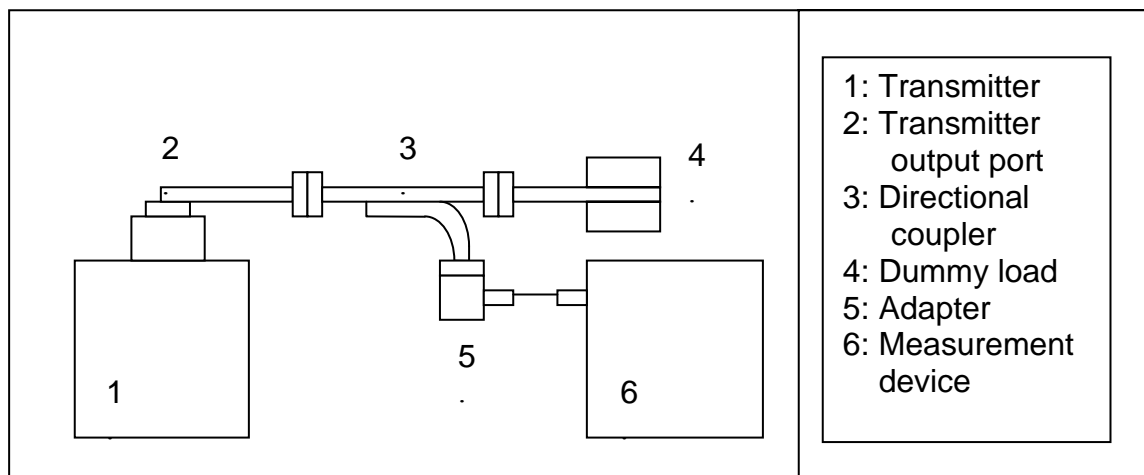 2
3
4
5
1
6
1: Transmitter
2: Transmitter
output port
3: Directional
coupler
4: Dummy load
5: Adapter
6: Measurement
device